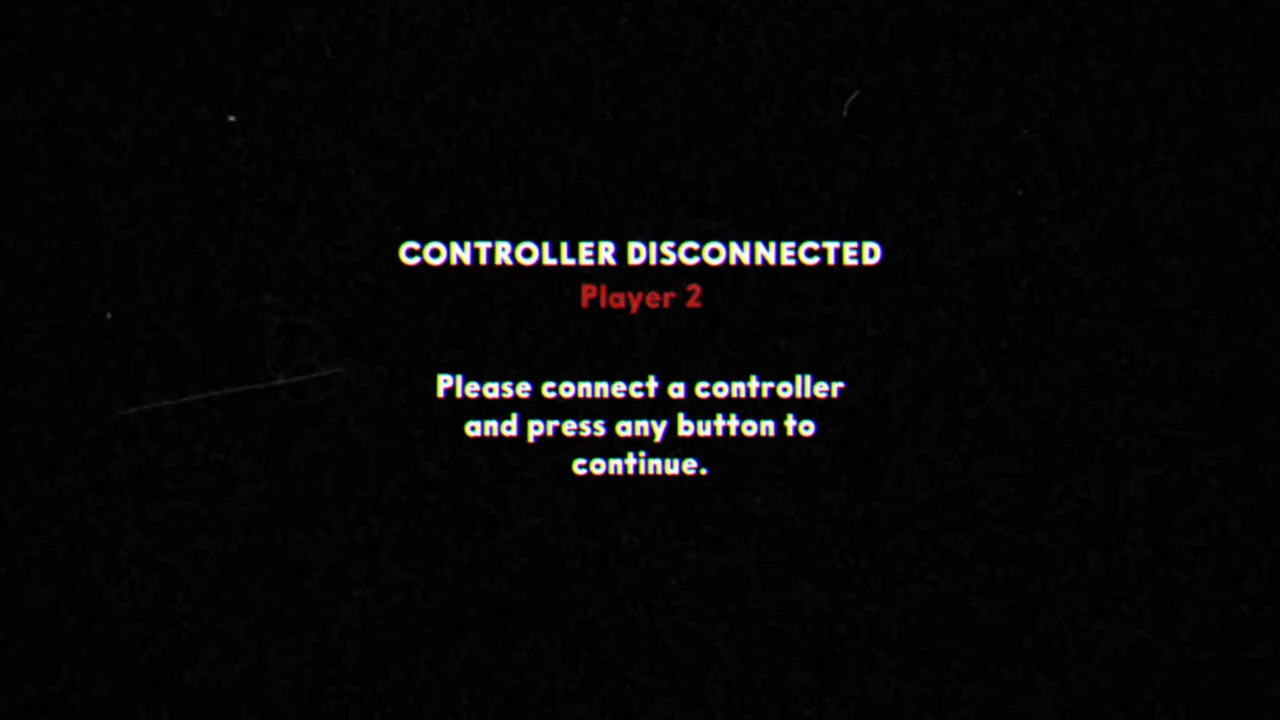 CONTROLLER DISCONNECTED
Player 2
Please connect a controller
and press any button to
continue.